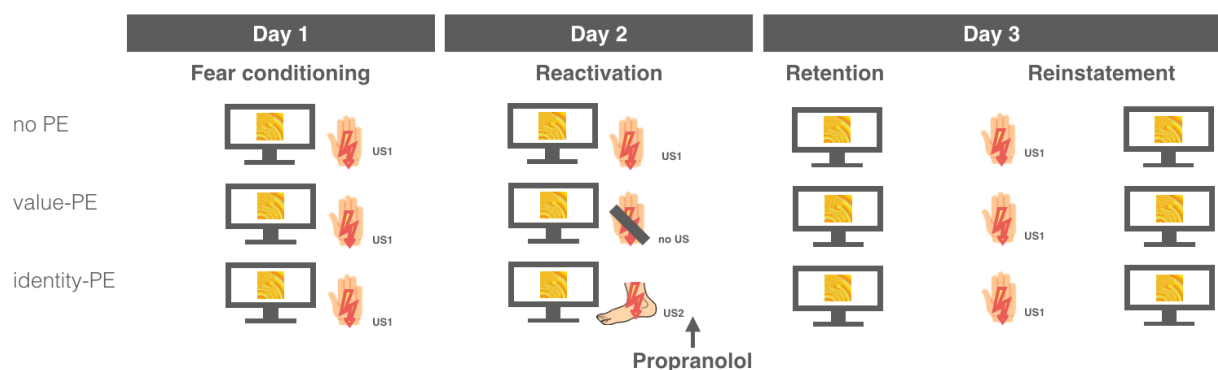 Day 1 Day 2 Day 3
Fear conditioning Reactivation Retention Reinstatement
no PE
US1 US1 US1
value-PE
US1 no US US1
identity-PE
US1 US2 US1
Propranolol